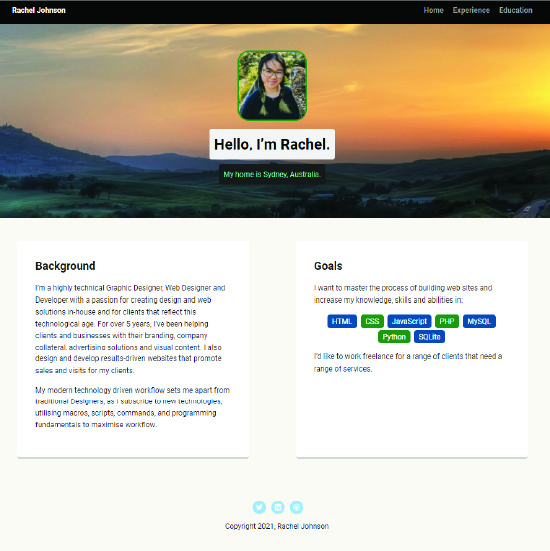 Rachel Johnson
Home Experience Education
Hello, I'm Rachel.
My home is Sydney, Australia.
Background
I'm a highly technical Graphic Designer, Web Designer and
Developer with a passion for creating design and web
solutions in-house and for clients that reflect this
technological age. For over 5 years, I've been helping
clients and businesses with their branding, company
collateral, advertising solutions and visual content. I also
design and develop results-driven websites that promote
sales and visits for my clients.
My modern technology driven workflow sets me apart from
traditional Designers, as I subscribe to new technologies,
utilising macros, scripts, commands, and programming
fundamentals to maximise workflow.
Goals
I want to master the process of building web sites and
increase my knowledge, skills and abilities in:
HTML CSS JavaScript PHP MySQL
Python SQLite
I'd like to work freelance for a range of clients that need a
range of services.
Copyright 2021, Rachel Johnson